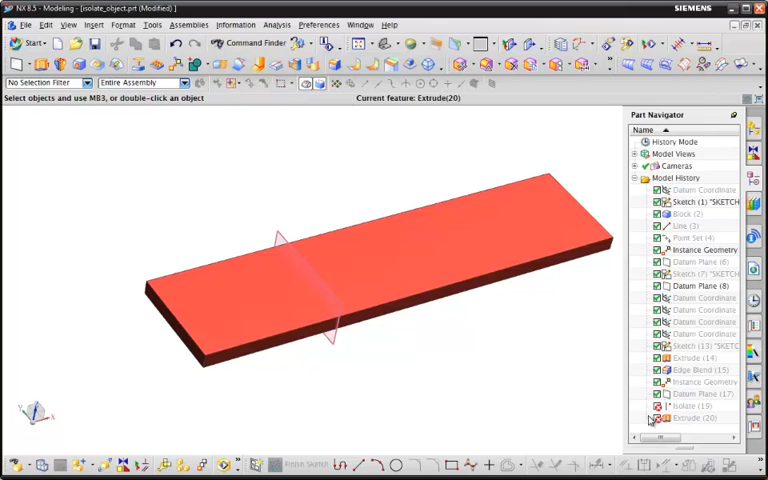 NX 8.5 - Modeling - [isolate_object.prt (Modified) ]
SIEMENS
File Edit View Insert Format Tools Assemblies Information Analysis Preferences Window Help
Start
Command Finder
No Selection Filter
Entire Assembly
Select objects and use MB3, or double-click an object
Current feature: Extrude(20)
Part Navigator
Name
History Mode
Model Views
Cameras
Model History
Datum Coordinate
Sketch (1) "SKETCH
Block (2)
Line (3)
Point Set (4)
Instance Geometry
Datum Plane (6)
Sketch (7) "SKETCH
Datum Plane (8)
Datum Coordinate
Datum Coordinate
Datum Coordinate
Datum Coordinate
Sketch (13) "SKETC
Extrude (14)
Edge Blend (15)
Instance Geometry
Datum Plane (17)
Isolate (19)
Extrude (20)
Y
X
Finish Sketch